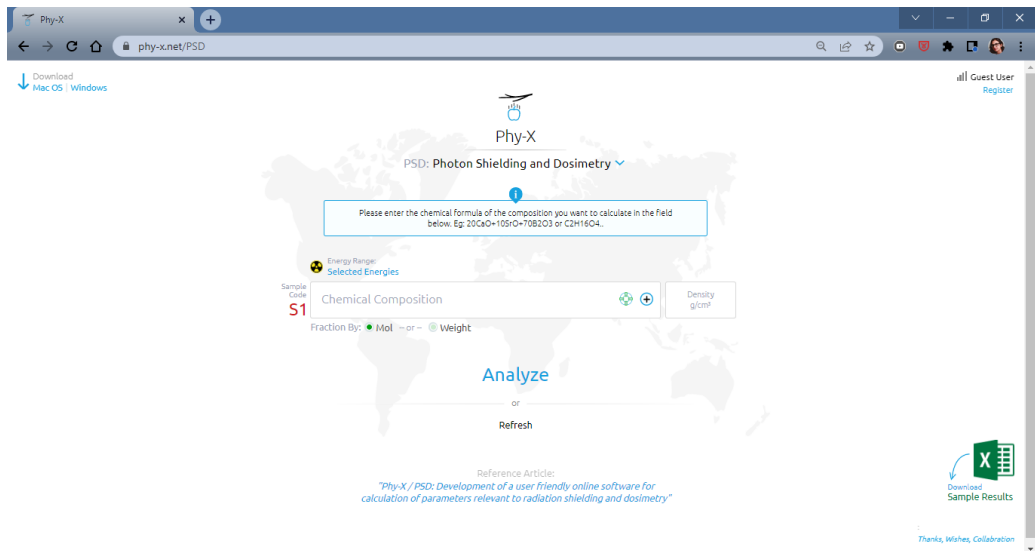 Phy-X
phy-x.net/PSD
Download
Mac OS | Windows
Guest User
Register
Phy-X
PSD: Photon Shielding and Dosimetry
i
Please enter the chemical formula of the composition you want to calculate in the field
below. Eg: 20CaO+10SrO+70B2O3 or C2H16O4..
Energy Range:
Selected Energies
Sample
Code
S1
Chemical Composition
Density
g/cm³
Fraction By: Mol - or - Weight
Analyze
or
Refresh
Reference Article:
"Phy-X / PSD: Development of a user friendly online software for
calculation of parameters relevant to radiation shielding and dosimetry"
X
Download
Sample Results
Thanks, Wishes, Collabration